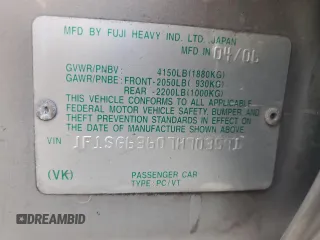 MFD BY FUJI HEAVY IND. LTD. JAPAN
MFD IN 04/06
GVWR/PNBV: 4150LB(1880KG)
GAWR/PNBE: FRONT-2050LB( 930KG)
REAR -2200LB(1000KG)
THIS VEHICLE CONFORMS TO ALL APPLICABLE
FEDERAL MOTOR VEHICLE SAFETY, BUMPER, AND
THEFT PREVENTION STANDARDS IN EFFECT ON
THE DATE OF MANUFACTURE SHOWN ABOVE.
VIN
(VK)
PASSENGER CAR
TYPE PC/VT
DREAMBID